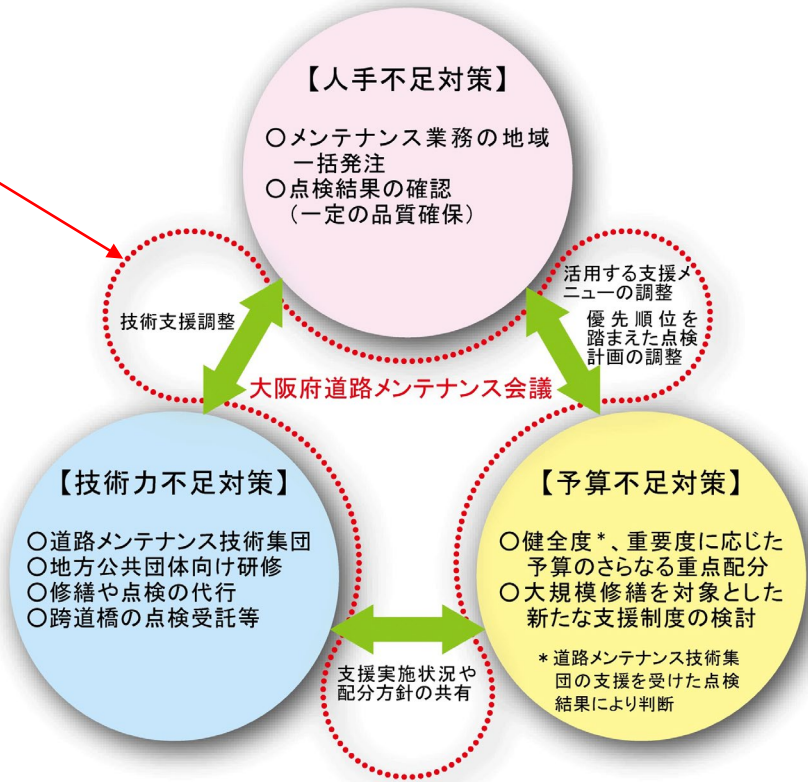 【人手不足対策】
○メンテナンス業務の地域
一括発注
○点検結果の確認
（一定の品質確保）
技術支援調整
活用する支援メ
ニューの調整
優先順位を
踏まえた点検
計画の調整
大阪府道路メンテナンス会議
【技術力不足対策】
○道路メンテナンス技術集団
○地方公共団体向け研修
○修繕や点検の代行
○跨道橋の点検受託等
【予算不足対策】
○健全度*、重要度に応じた
予算のさらなる重点配分
○大規模修繕を対象とした
新たな支援制度の検討
*道路メンテナンス技術集
団の支援を受けた点検
結果により判断
支援実施状況や
配分方針の共有